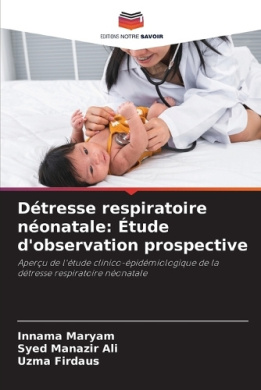 EDITIONS NOTRE SAVOIR
Détresse respiratoire
néonatale: Étude
d'observation prospective
Aperçu de l'étude clinico-épidémiologique de la
détresse respiratoire néonatale
Innama Maryam
Syed Manazir Ali
Uzma Firdaus